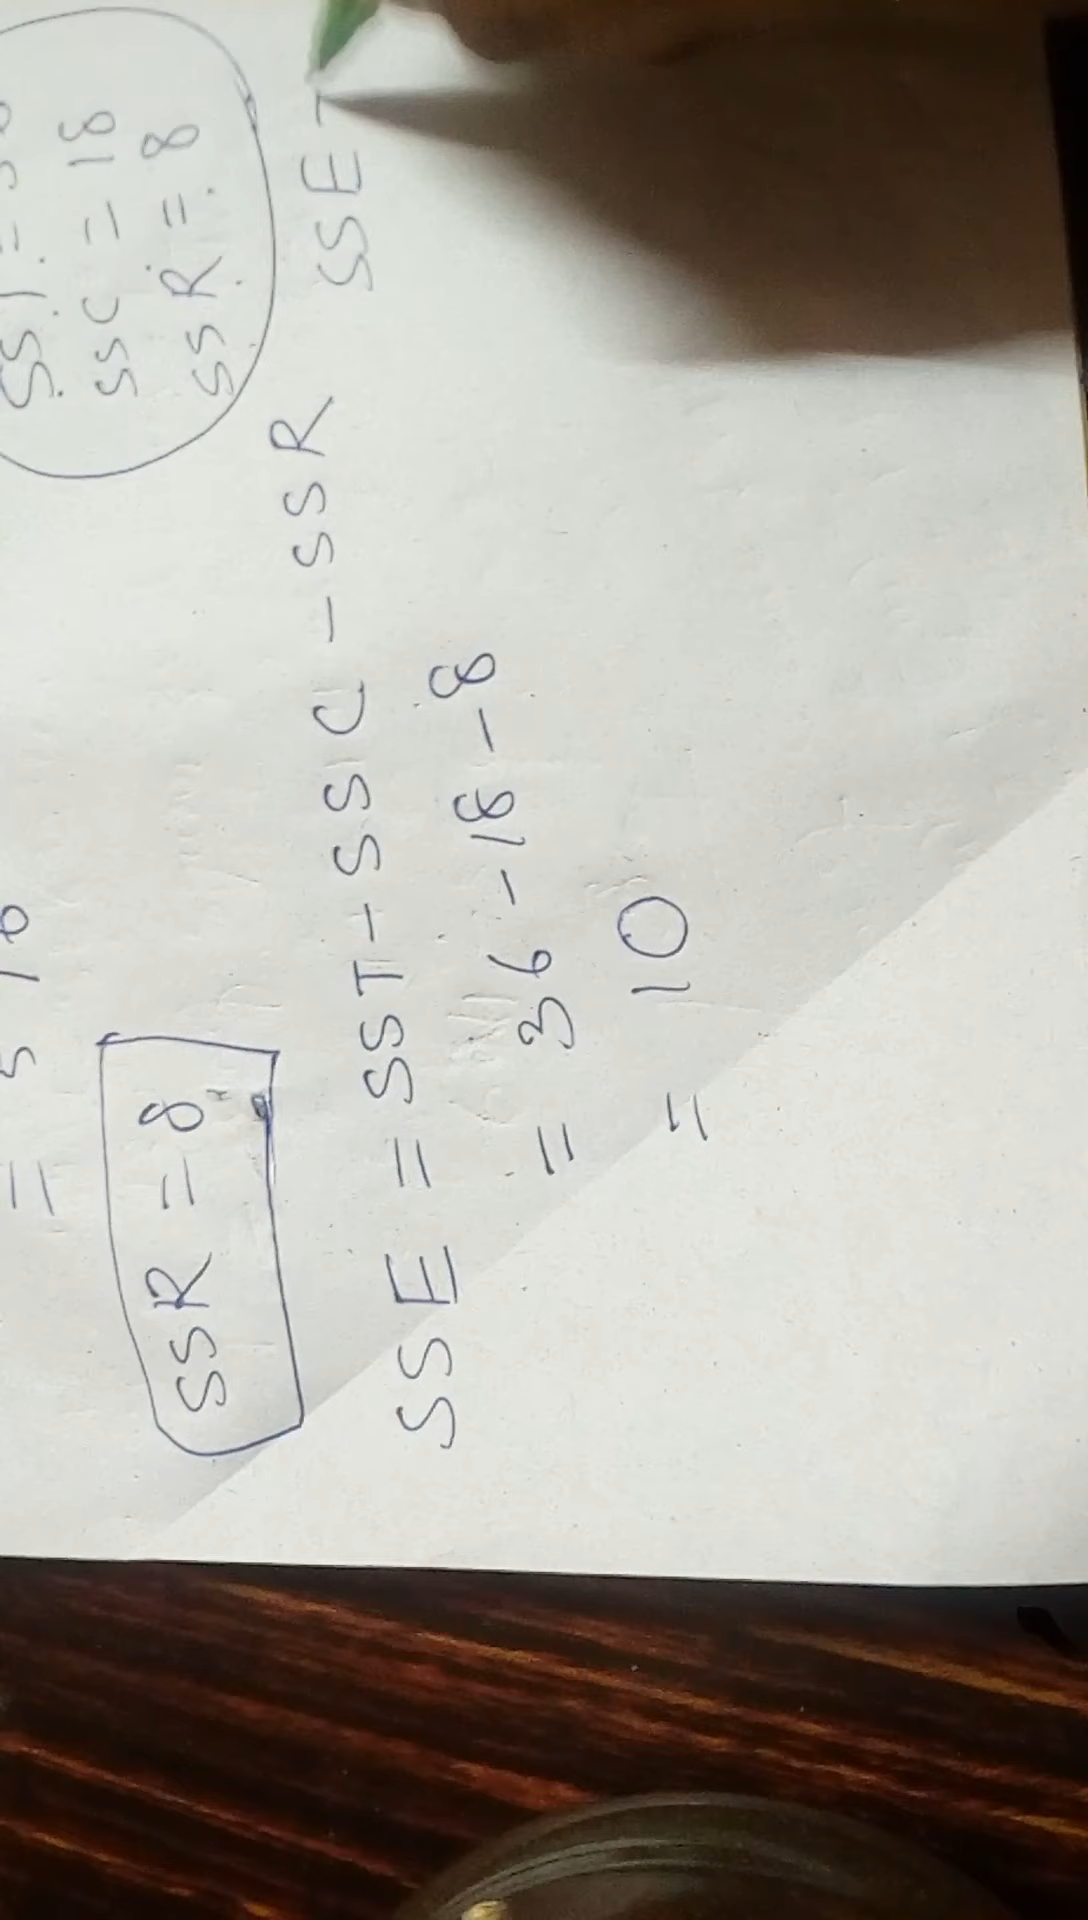 SSC = 18
SSR = 8
SSR = 8
SSE = SST - SSC - SSR
SSE
= 36 - 18 - 8
= 10